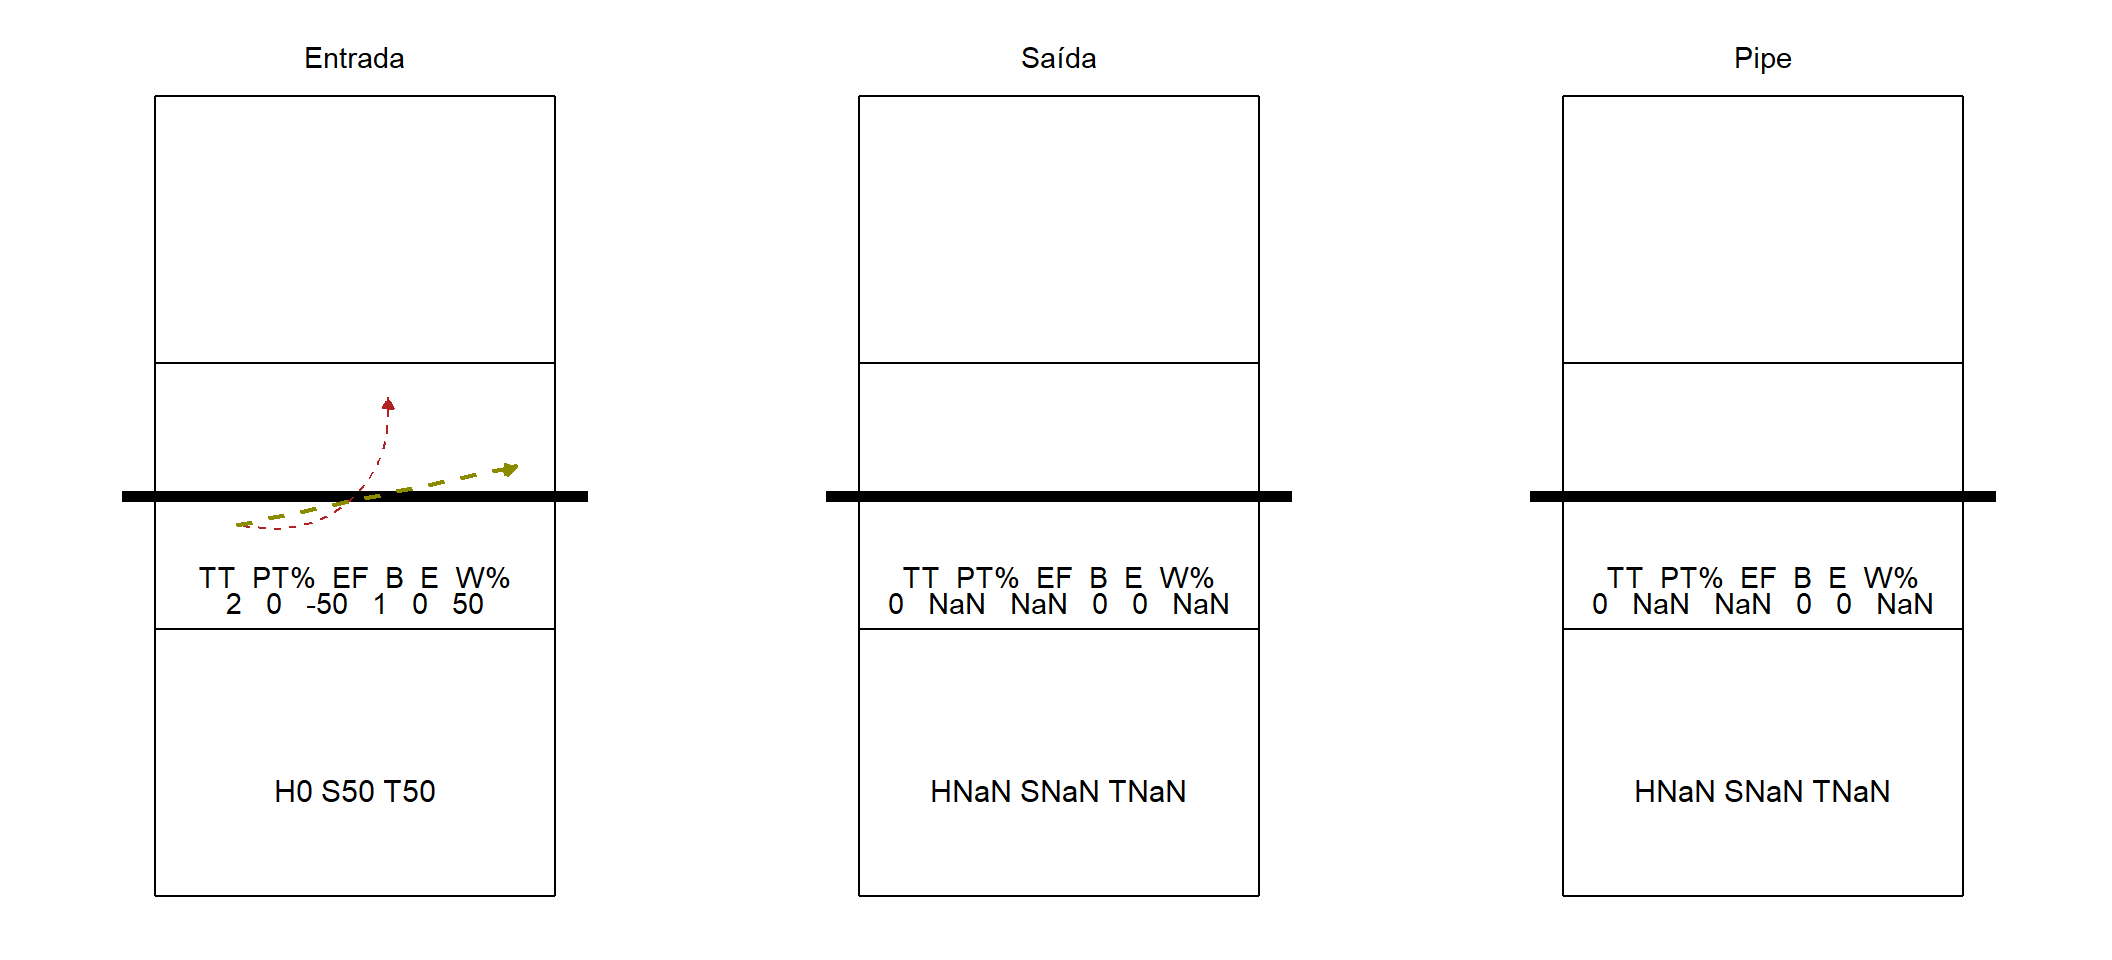 Entrada
TT PT% EF B E W%
2 0 -50 1 0 50
H0 S50 T50
Saída
TT PT% EF B E W%
0 NaN NaN 0 0 NaN
HNaN SNaN TNaN
Pipe
TT PT% EF B E W%
0 NaN NaN 0 0 NaN
HNaN SNaN TNaN